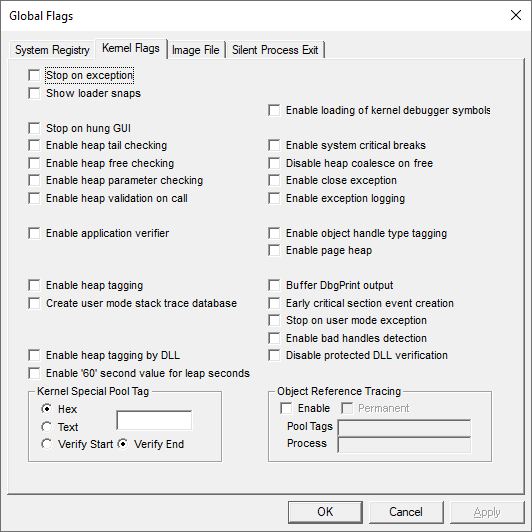 Global Flags
System Registry Kernel Flags Image File Silent Process Exit
Stop on exception
Show loader snaps
Enable loading of kernel debugger symbols
Stop on hung GUI
Enable heap tail checking Enable system critical breaks
Enable heap free checking Disable heap coalesce on free
Enable heap parameter checking Enable close exception
Enable heap validation on call Enable exception logging
Enable application verifier Enable object handle type tagging
Enable page heap
Enable heap tagging Buffer DbgPrint output
Create user mode stack trace database Early critical section event creation
Stop on user mode exception
Enable bad handles detection
Enable heap tagging by DLL Disable protected DLL verification
Enable '60' second value for leap seconds
Kernel Special Pool Tag Object Reference Tracing
Hex Enable Permanent
Text Pool Tags
Verify Start Verify End Process
OK Cancel Apply